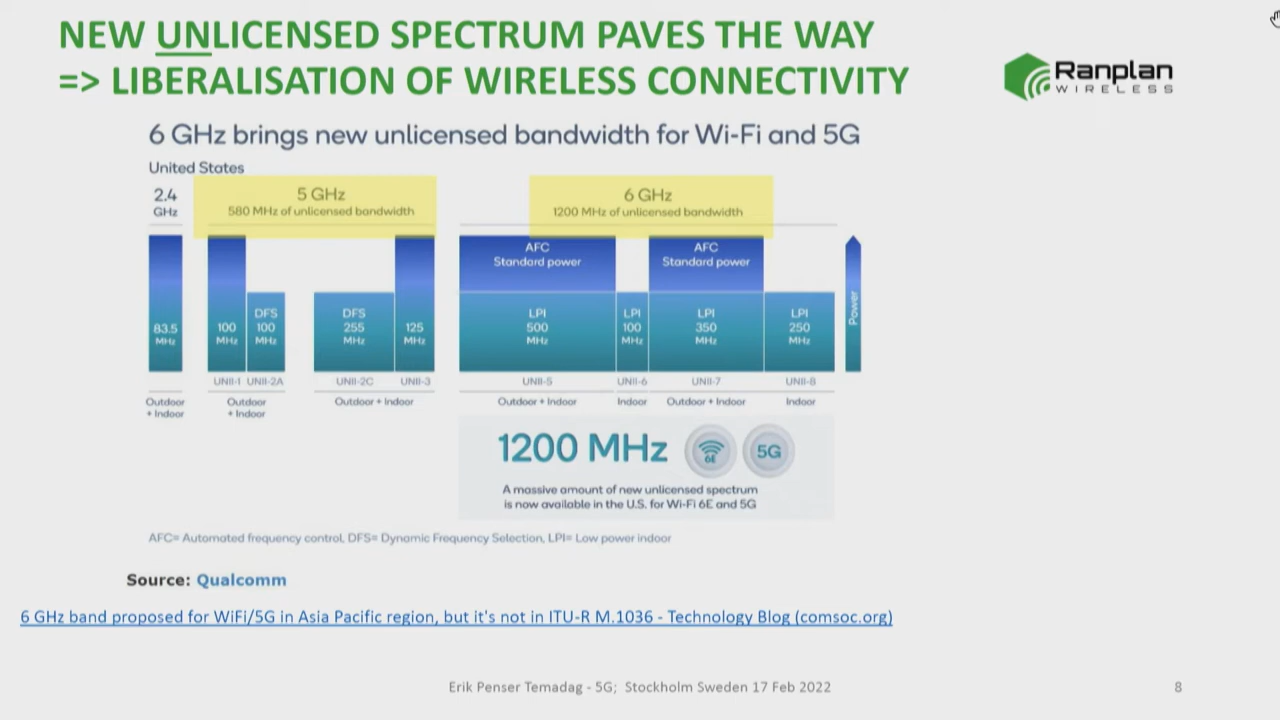 NEW UNLICENSED SPECTRUM PAVES THE WAY
=> LIBERALISATION OF WIRELESS CONNECTIVITY
Ranplan
WIRELESS
6 GHz brings new unlicensed bandwidth for Wi-Fi and 5G
United States
2.4
GHz
5 GHz
580 MHz of unlicensed bandwidth
6 GHz
1200 MHz of unlicensed bandwidth
AFC
Standard power
AFC
Standard power
Power
83.5
MHz
100
MHz
DFS
100
MHz
DFS
255
MHz
125
MHz
LPI
500
MHz
LPI
100
MHz
LPI
350
MHz
LPI
250
MHz
UNII-1 UNII-2A UNII-2C UNII-3 UNII-5 UNII-6 UNII-7 UNII-8
Outdoor
+ Indoor
Outdoor
+ Indoor
Outdoor + Indoor
Outdoor + Indoor
Indoor
Outdoor + Indoor
Indoor
1200 MHz
6E
5G
A massive amount of new unlicensed spectrum
is now available in the U.S. for Wi-Fi 6E and 5G
AFC= Automated frequency control, DFS= Dynamic Frequency Selection, LPI= Low power indoor
Source: Qualcomm
6 GHz band proposed for WiFi/5G in Asia Pacific region, but it's not in ITU-R M.1036 - Technology Blog (comsoc.org)
Erik Penser Temadag - 5G; Stockholm Sweden 17 Feb 2022
8